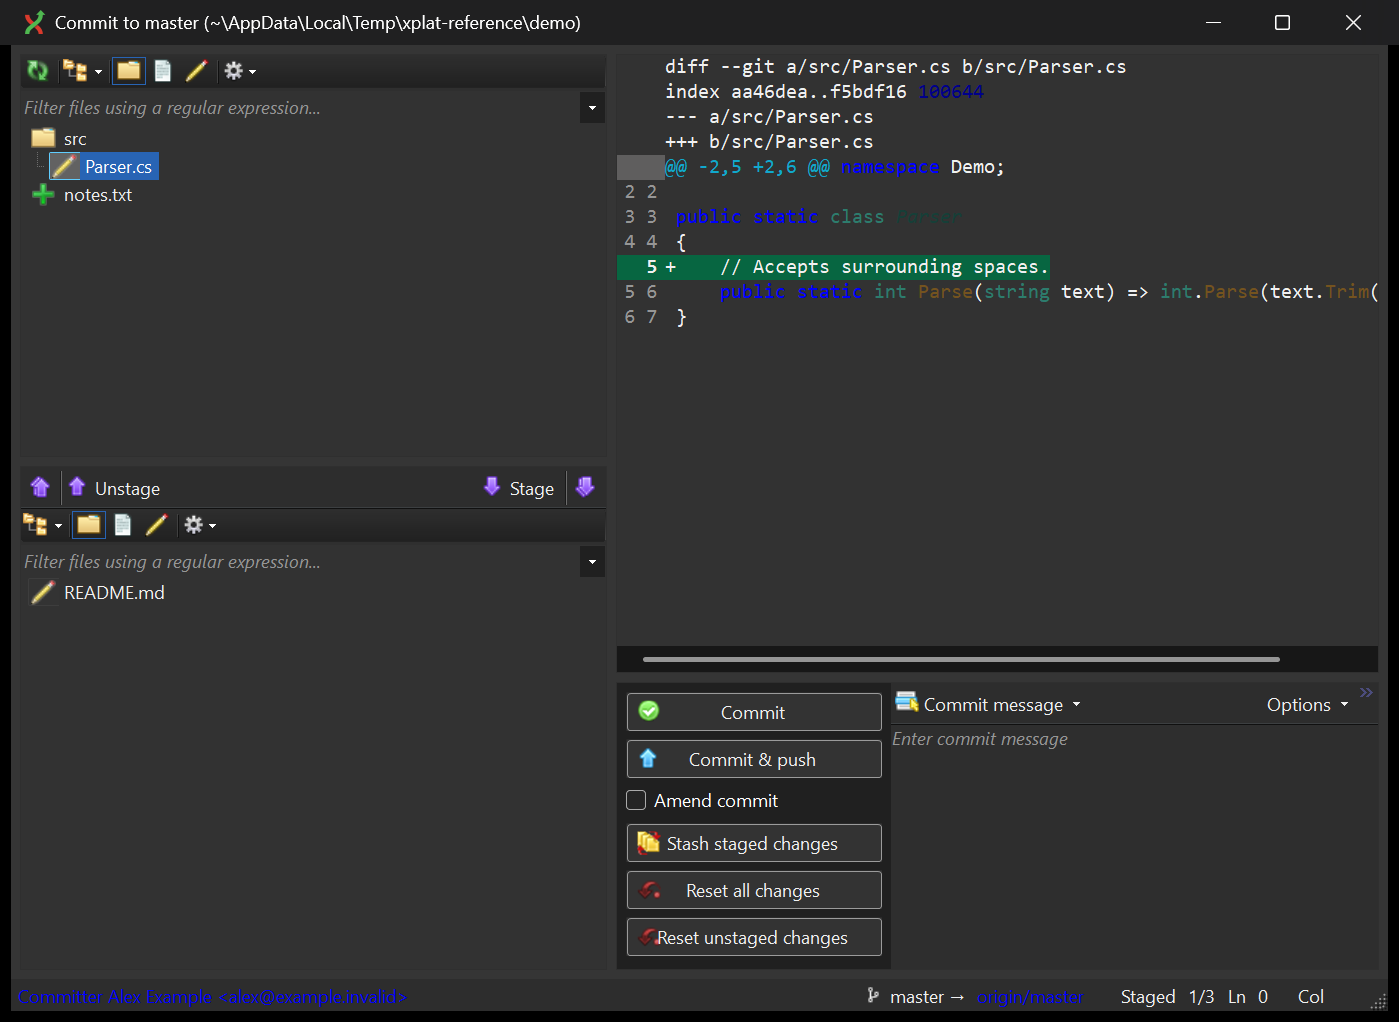 Commit to master (~\AppData\Local\Temp\xplat-reference\demo)
Filter files using a regular expression...
src
Parser.cs
notes.txt
Unstage
Stage
Filter files using a regular expression...
README.md
diff --git a/src/Parser.cs b/src/Parser.cs
index aa46dea..f5bdf16 100644
--- a/src/Parser.cs
+++ b/src/Parser.cs
@@ -2,5 +2,6 @@ namespace Demo;
2 2
3 3 public static class Parser
4 4 {
5 + // Accepts surrounding spaces.
5 6 public static int Parse(string text) => int.Parse(text.Trim(
6 7 }
Commit
Commit & push
Amend commit
Stash staged changes
Reset all changes
Reset unstaged changes
Commit message
Options
Enter commit message
Committer Alex Example <alex@example.invalid>
master → origin/master
Staged 1/3 Ln 0 Col